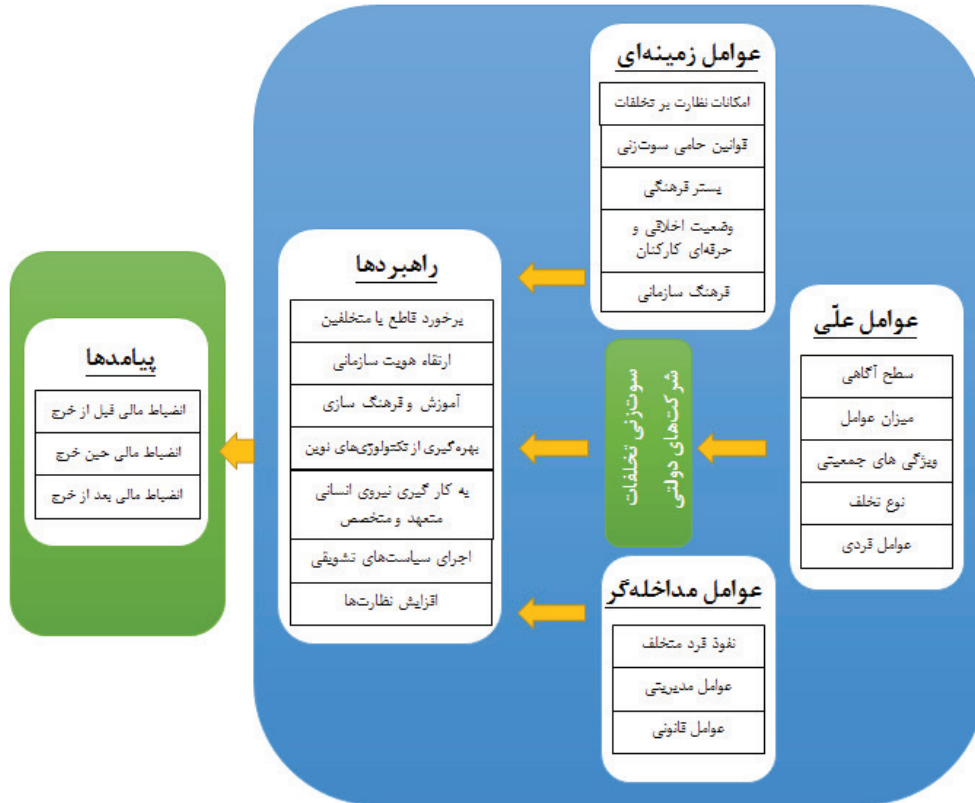 عوامل زمینه‌ای
امکانات نظارت بر تخلفات
قوانین حامی سوت‌زنی
بستر فرهنگی
وضعیت اخلاقی و
حرفه‌ای کارکنان
فرهنگ سازمانی
عوامل علّی
سطح آگاهی
میزان عوامل
ویژگی های جمعیتی
نوع تخلف
عوامل فردی
سوت‌زنی تخلفات
شرکت‌های دولتی
عوامل مداخله‌گر
نفوذ فرد متخلف
عوامل مدیریتی
عوامل قانونی
راهبردها
برخورد قاطع با متخلفین
ارتقاء هویت سازمانی
آموزش و فرهنگ سازی
بهره‌گیری از تکنولوژی‌های نوین
به کار گیری نیروی انسانی
متعهد و متخصص
اجرای سیاست‌های تشویقی
افزایش نظارت‌ها
پیامدها
انضباط مالی قبل از خرج
انضباط مالی حین خرج
انضباط مالی بعد از خرج